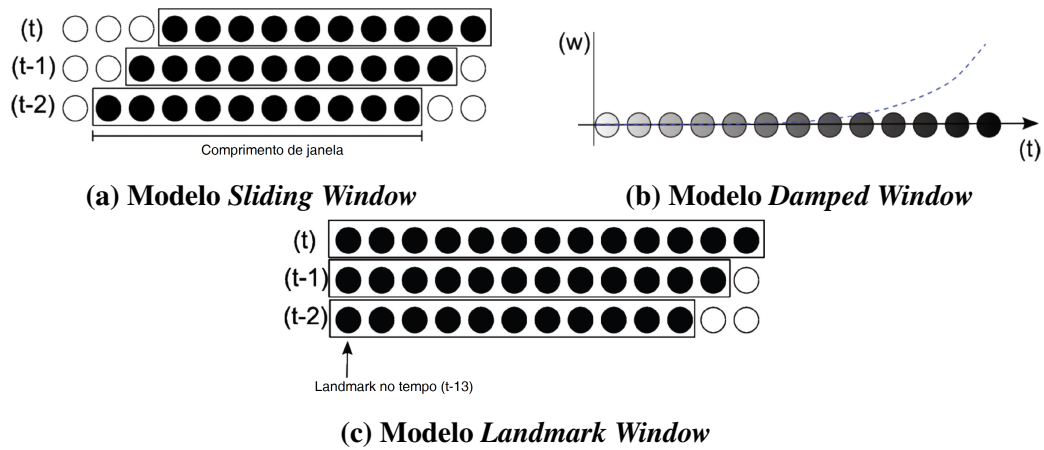 (t)
(t-1)
(t-2)
Comprimento de janela
(a) Modelo Sliding Window
(w)
(t)
(b) Modelo Damped Window
(t)
(t-1)
(t-2)
Landmark no tempo (t-13)
(c) Modelo Landmark Window